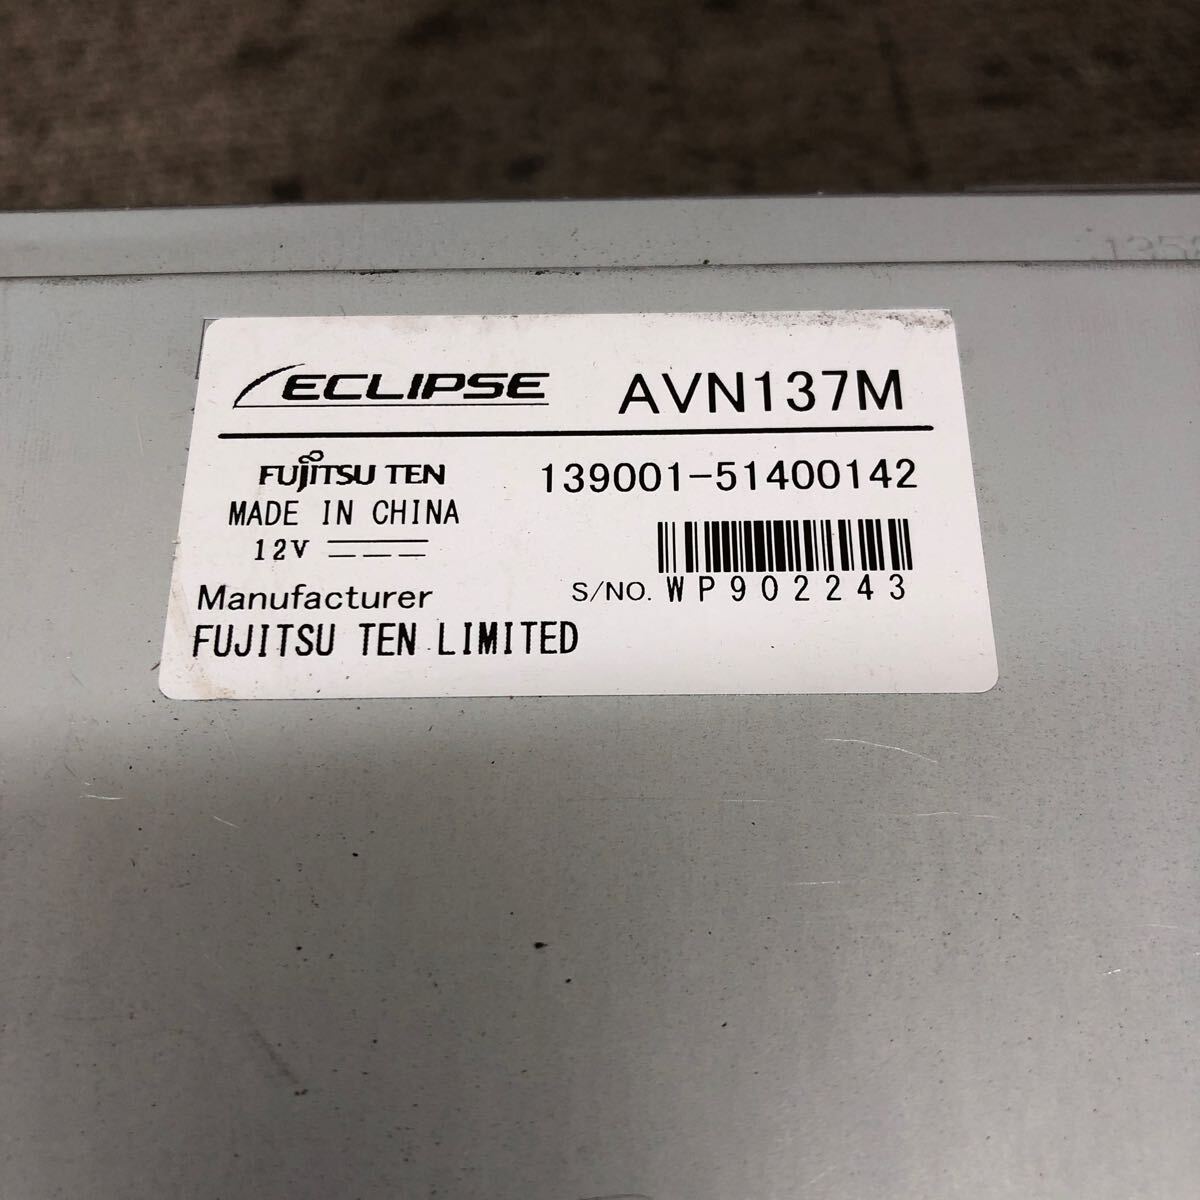 ECLIPSE AVN137M
FUJITSU TEN 139001-51400142
MADE IN CHINA
12V
S/NO. WP902243
Manufacturer
FUJITSU TEN LIMITED